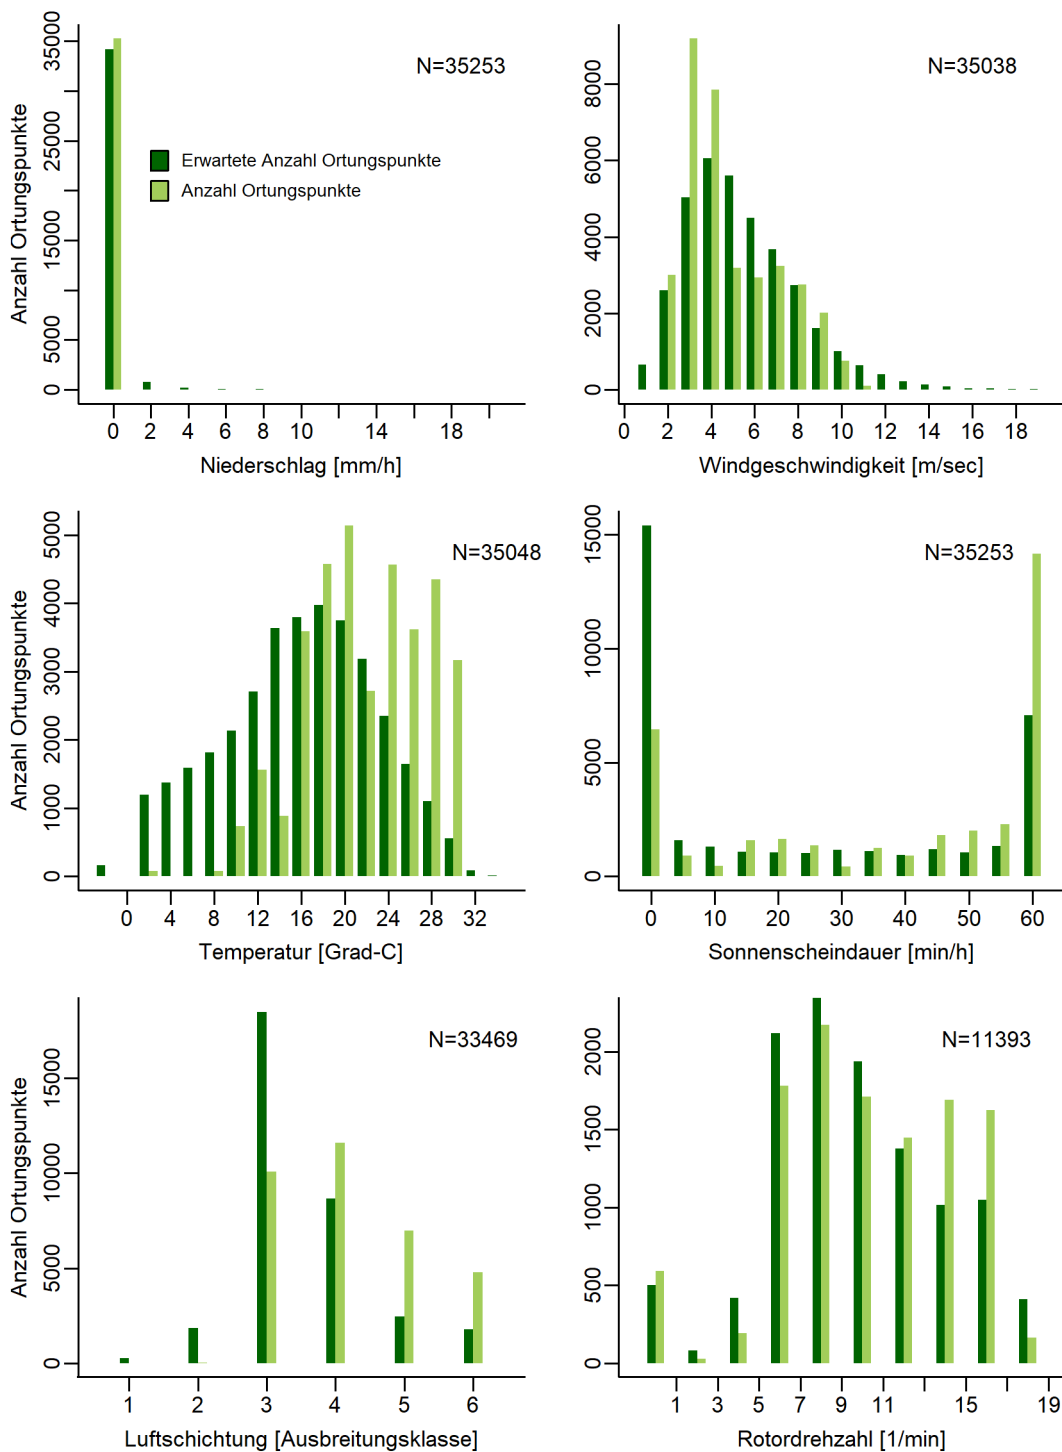 N=35253
Erwartete Anzahl Ortungspunkte
Anzahl Ortungspunkte
Anzahl Ortungspunkte
0 5000 15000 25000 35000
0 2 4 6 8 10 14 18
Niederschlag [mm/h]
N=35038
0 2000 4000 6000 8000
0 2 4 6 8 10 12 14 16 18
Windgeschwindigkeit [m/sec]
N=35048
Anzahl Ortungspunkte
0 1000 2000 3000 4000 5000
0 4 8 12 16 20 24 28 32
Temperatur [Grad-C]
N=35253
0 5000 10000 15000
0 10 20 30 40 50 60
Sonnenscheindauer [min/h]
N=33469
Anzahl Ortungspunkte
0 5000 10000 15000
1 2 3 4 5 6
Luftschichtung [Ausbreitungsklasse]
N=11393
0 500 1000 1500 2000
1 3 5 7 9 11 15 19
Rotordrehzahl [1/min]